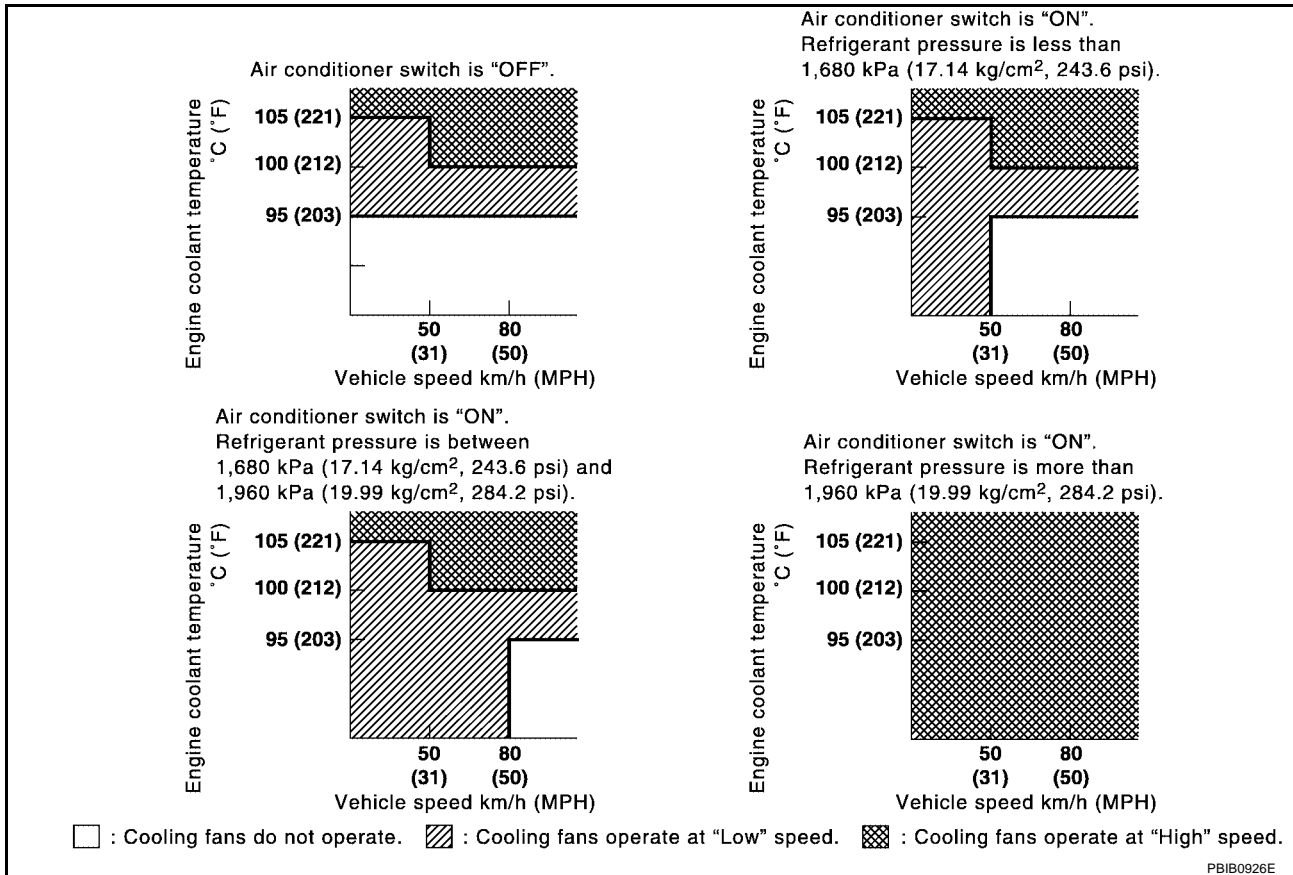 Air conditioner switch is “OFF”.
Engine coolant temperature
°C (°F)
105 (221)
100 (212)
95 (203)
50
(31)
80
(50)
Vehicle speed km/h (MPH)
Air conditioner switch is “ON”.
Refrigerant pressure is less than
1,680 kPa (17.14 kg/cm², 243.6 psi).
Engine coolant temperature
°C (°F)
105 (221)
100 (212)
95 (203)
50
(31)
80
(50)
Vehicle speed km/h (MPH)
Air conditioner switch is “ON”.
Refrigerant pressure is between
1,680 kPa (17.14 kg/cm², 243.6 psi) and
1,960 kPa (19.99 kg/cm², 284.2 psi).
Engine coolant temperature
°C (°F)
105 (221)
100 (212)
95 (203)
50
(31)
80
(50)
Vehicle speed km/h (MPH)
Air conditioner switch is “ON”.
Refrigerant pressure is more than
1,960 kPa (19.99 kg/cm², 284.2 psi).
Engine coolant temperature
°C (°F)
105 (221)
100 (212)
95 (203)
50
(31)
80
(50)
Vehicle speed km/h (MPH)
: Cooling fans do not operate.
: Cooling fans operate at “Low” speed.
: Cooling fans operate at “High” speed.
PBIB0926E